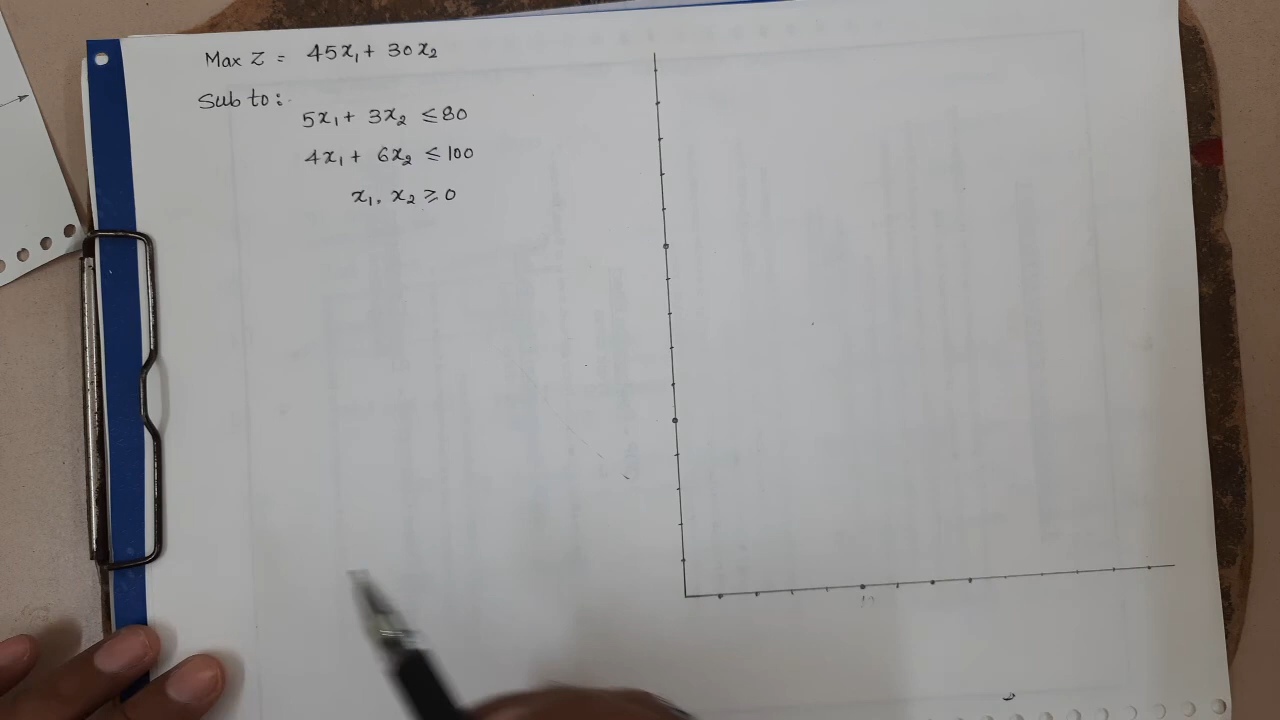 Max Z = 45x₁ + 30x₂
Sub to:
5x₁ + 3x₂ ≤ 80
4x₁ + 6x₂ ≤ 100
x₁, x₂ ≥ 0